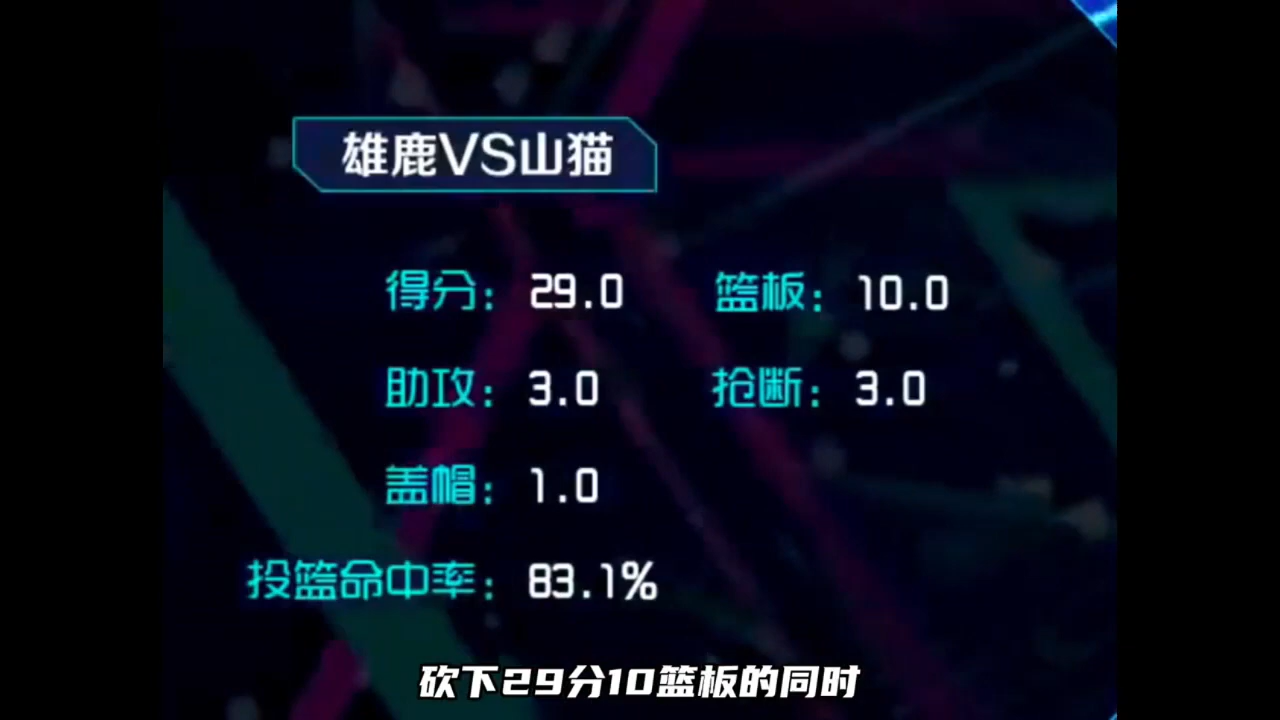 雄鹿VS山猫
得分：29.0 篮板：10.0
助攻：3.0 抢断：3.0
盖帽：1.0
投篮命中率：83.1%
砍下29分10篮板的同时